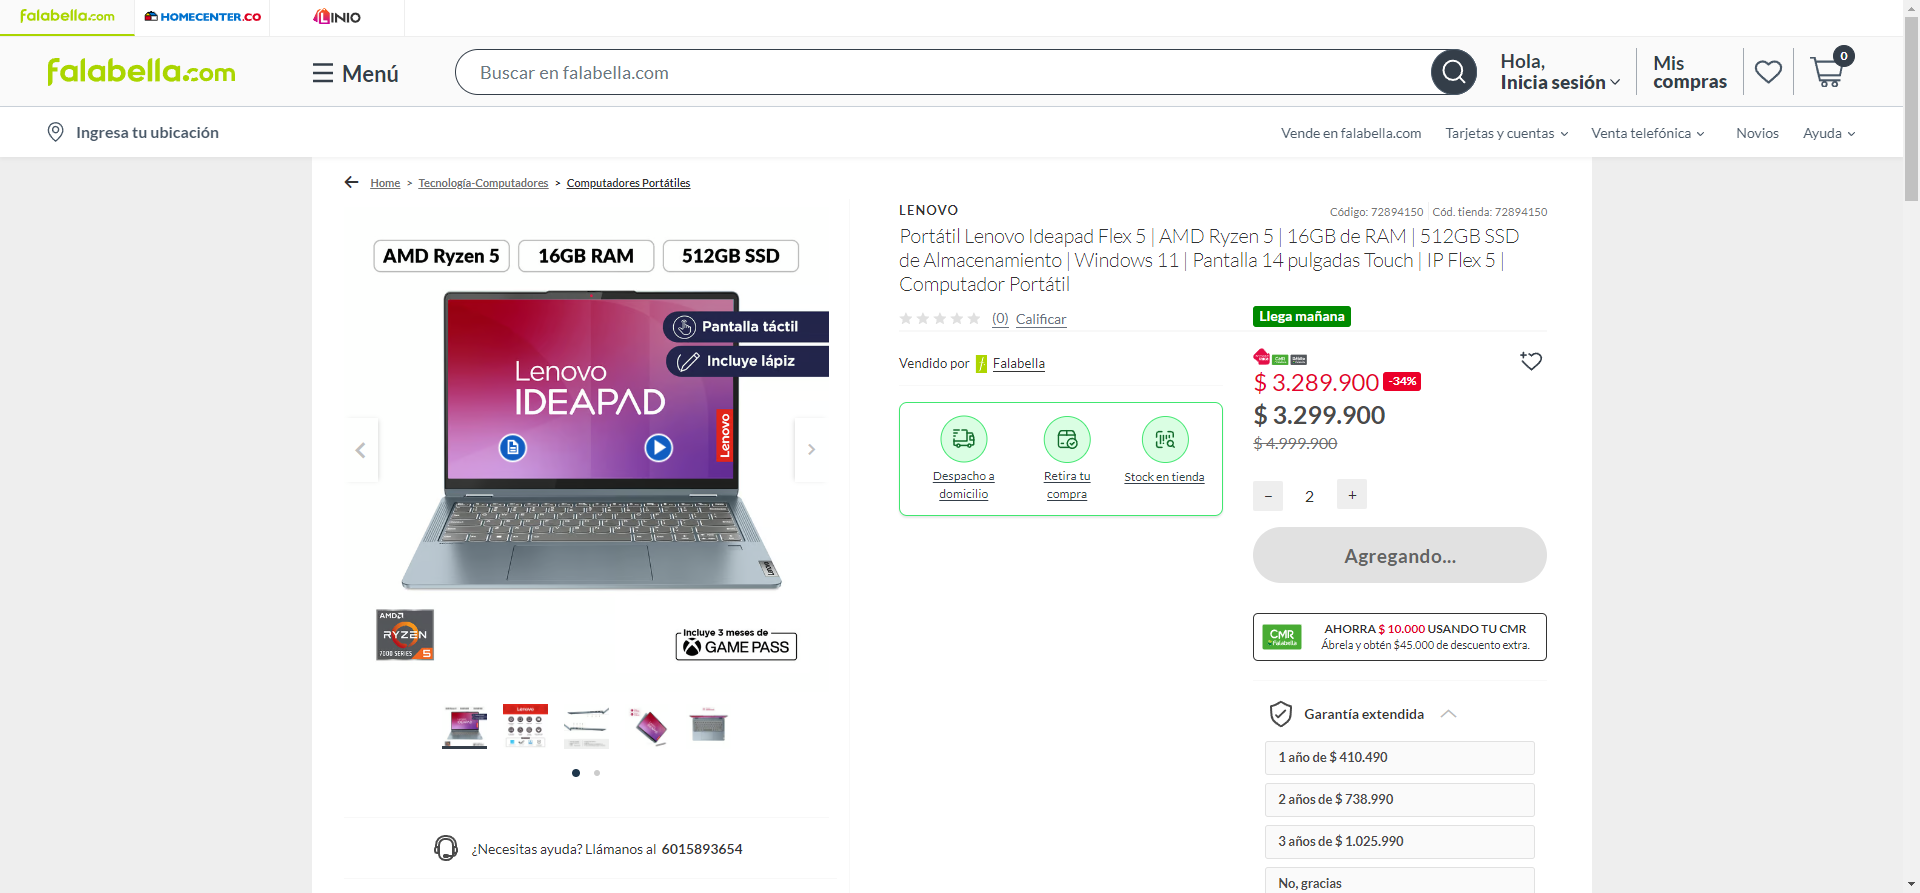 falabella.com
HOMECENTER.CO
LINIO
falabella.com
Menú
Buscar en falabella.com
Hola,
Inicia sesión
Mis
compras
0
Ingresa tu ubicación
Vende en falabella.com
Tarjetas y cuentas
Venta telefónica
Novios
Ayuda
Home > Tecnología-Computadores > Computadores Portátiles
AMD Ryzen 5
16GB RAM
512GB SSD
Pantalla táctil
Incluye lápiz
Lenovo
IDEAPAD
Lenovo
AMD
RYZEN
7000 SERIES 5
Incluye 3 meses de
GAME PASS
¿Necesitas ayuda? Llámanos al 6015893654
LENOVO
Código: 72894150
Cód. tienda: 72894150
Portátil Lenovo Ideapad Flex 5 | AMD Ryzen 5 | 16GB de RAM | 512GB SSD
de Almacenamiento | Windows 11 | Pantalla 14 pulgadas Touch | IP Flex 5 |
Computador Portátil
(0) Calificar
Llega mañana
Vendido por Falabella
Despacho a
domicilio
Retira tu
compra
Stock en tienda
$ 3.289.900 -34%
$ 3.299.900
$ 4.999.900
- 2 +
Agregando...
CMR
Falabella
AHORRA $ 10.000 USANDO TU CMR
Ábrela y obtén $45.000 de descuento extra.
Garantía extendida
1 año de $ 410.490
2 años de $ 738.990
3 años de $ 1.025.990
No, gracias